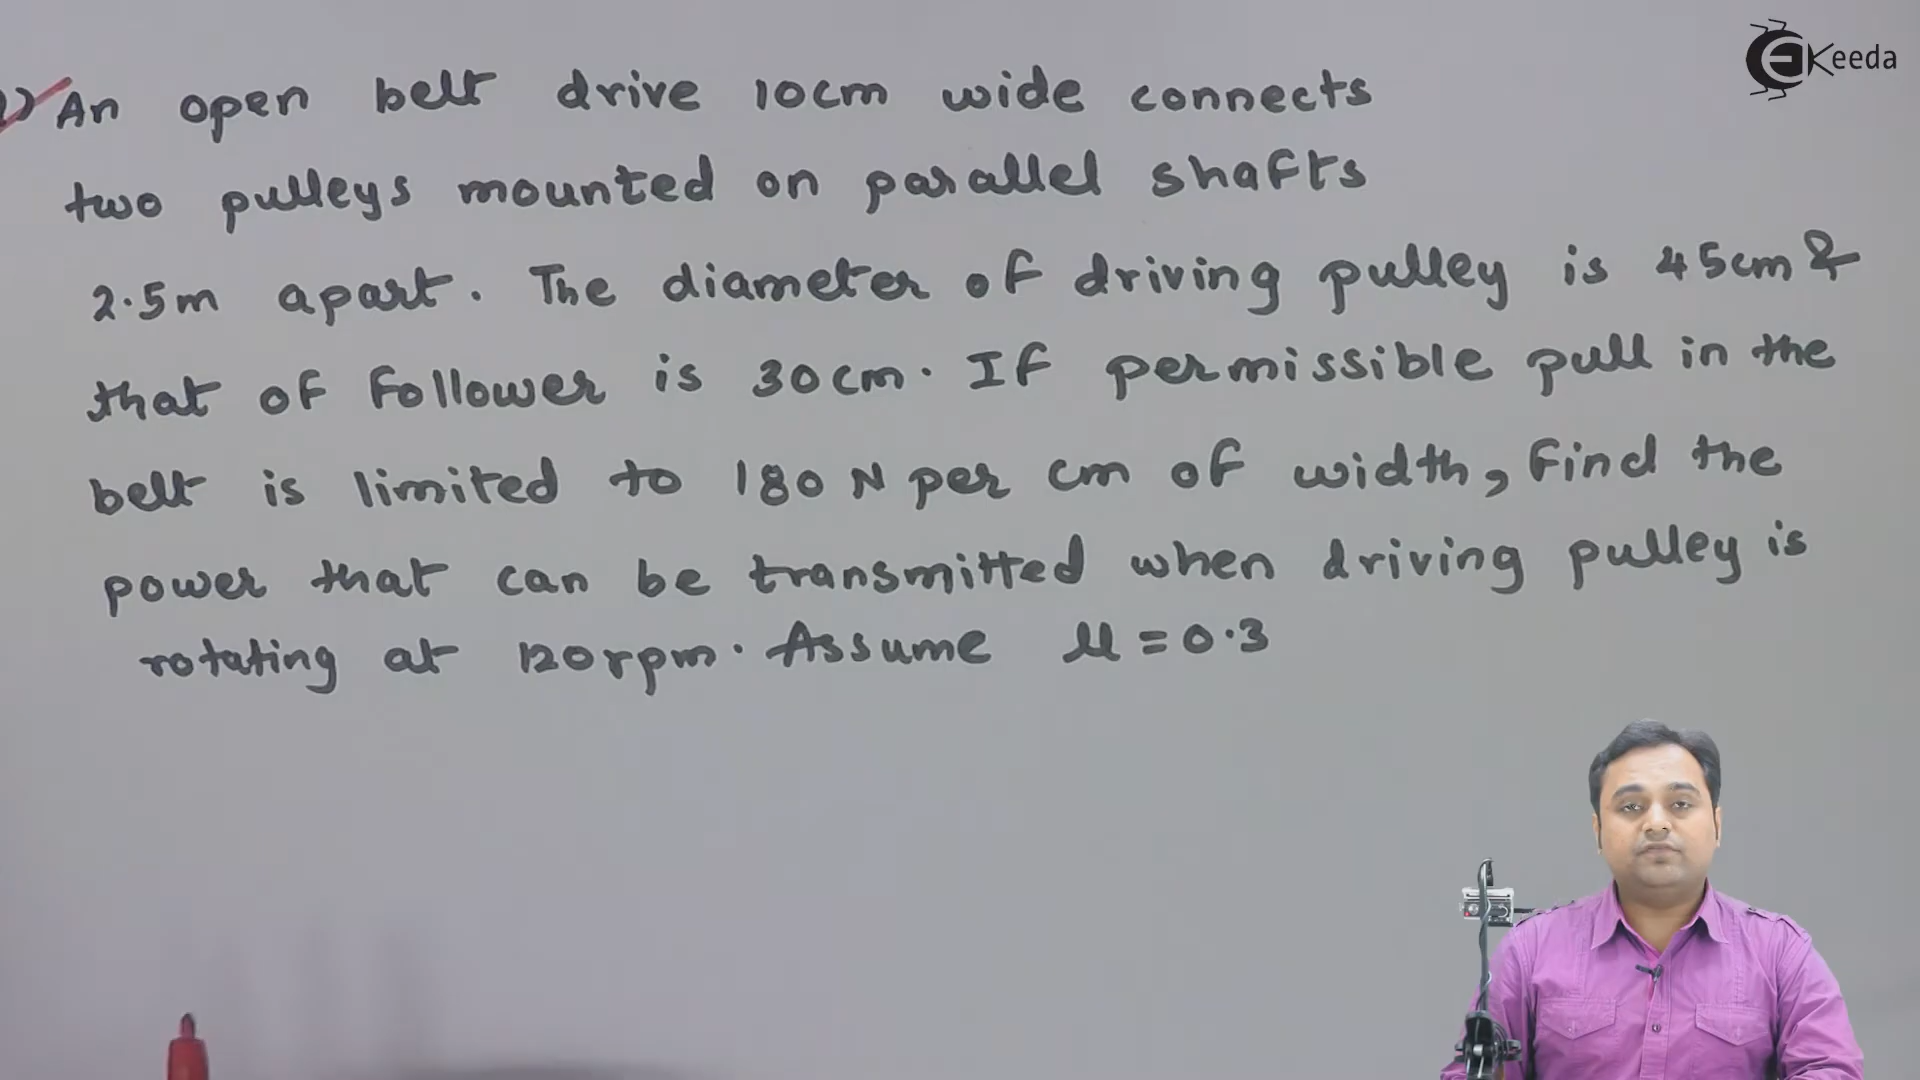 Keeda
1) An open belt drive 10cm wide connects
two pulleys mounted on parallel shafts
2.5m apart. The diameter of driving pulley is 45cm &
that of follower is 30cm. If permissible pull in the
belt is limited to 180 N per cm of width, find the
power that can be transmitted when driving pulley is
rotating at 120rpm. Assume μ = 0.3